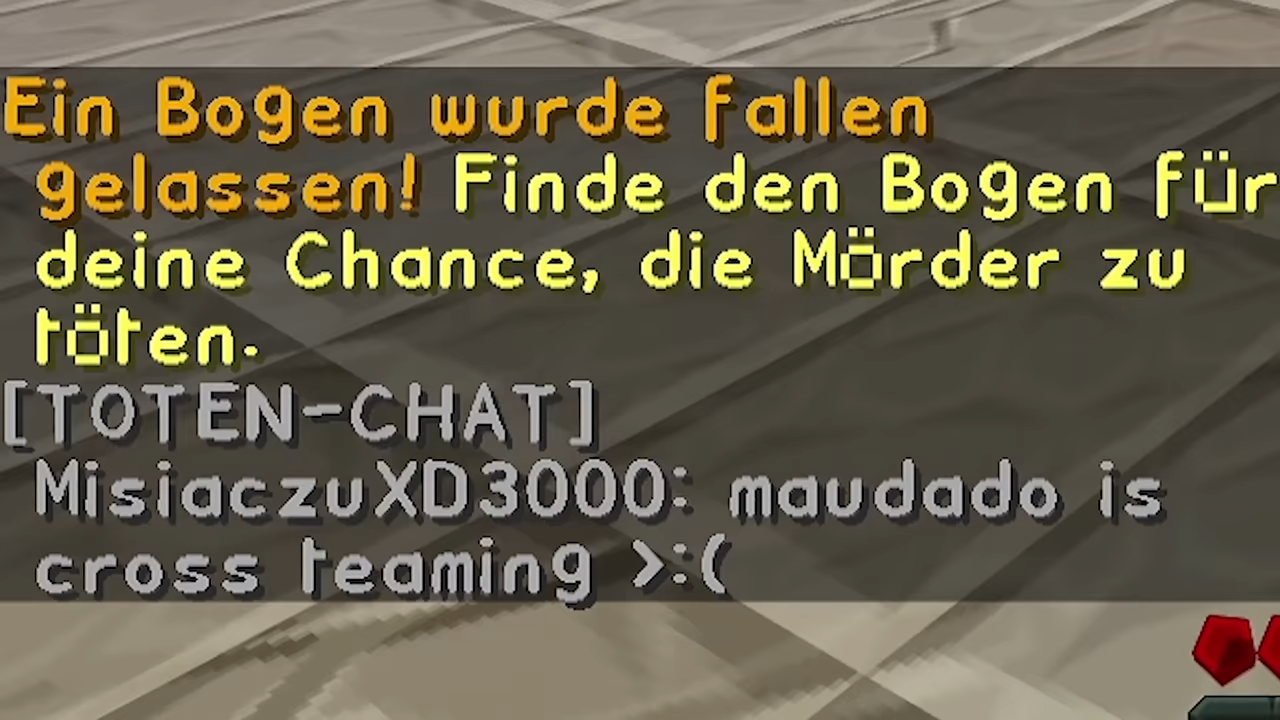 Ein Bogen wurde fallen
gelassen! Finde den Bogen für
deine Chance, die Mörder zu
töten.
[TOTEN-CHAT]
MisiaczuXD3000: maudado is
cross teaming >:(